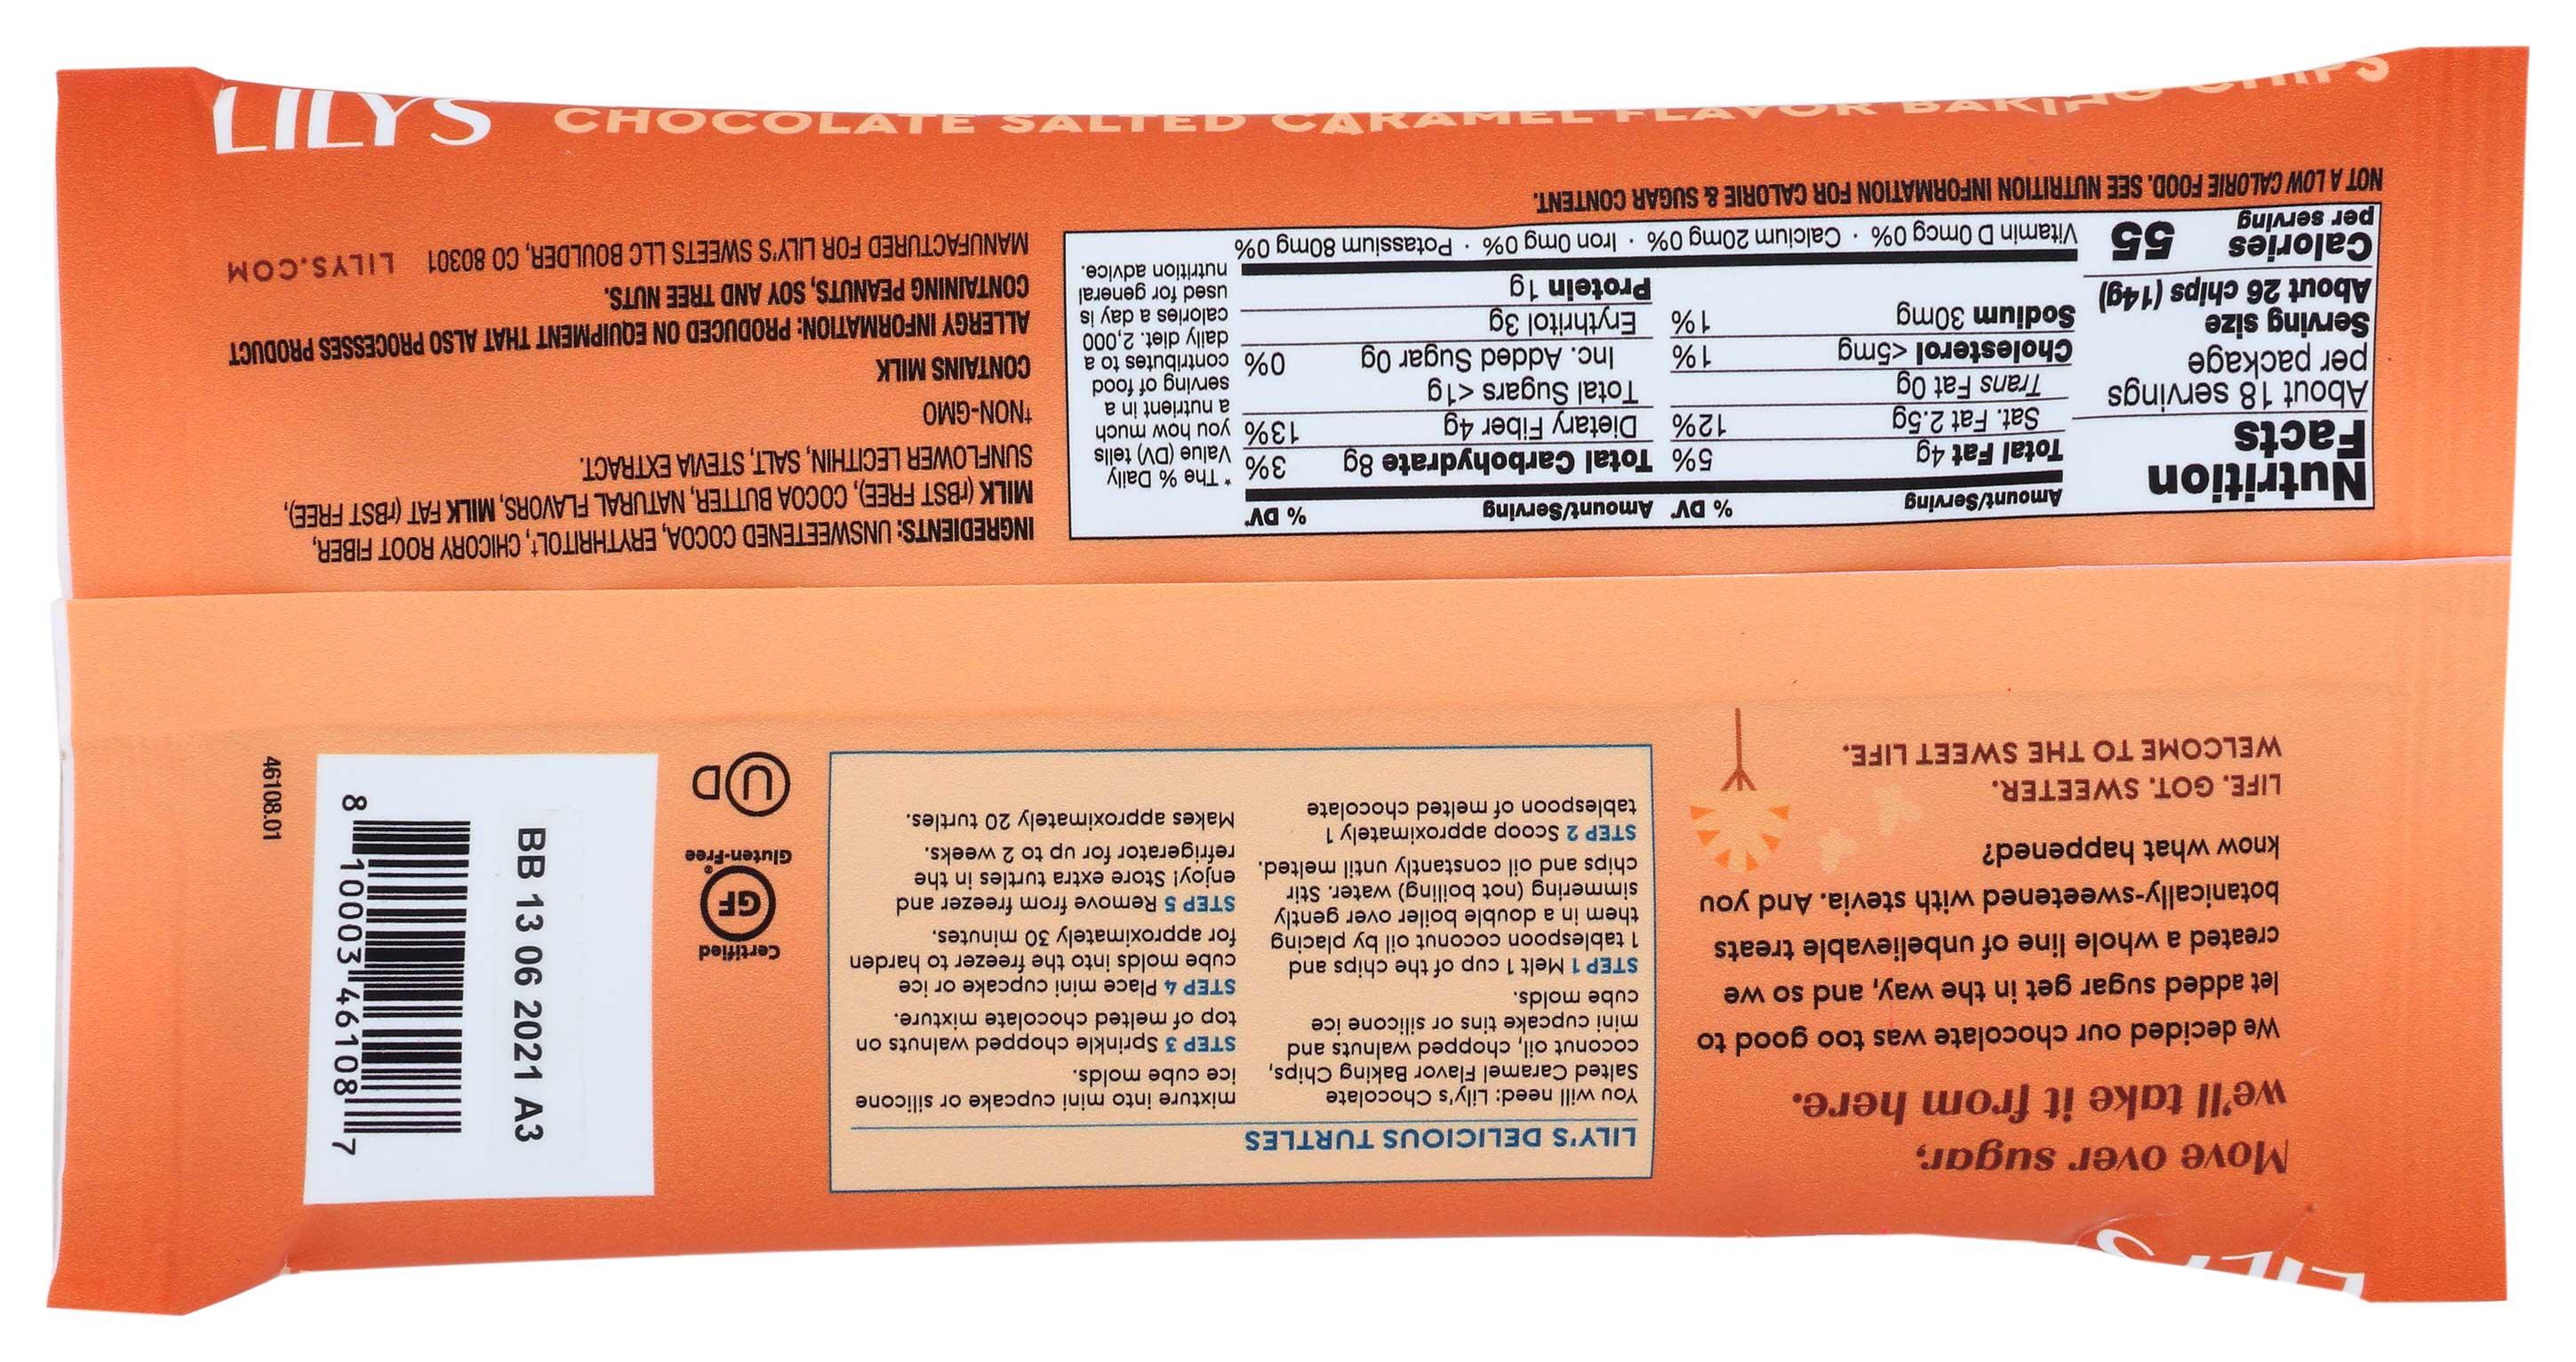 LILY'S
Move over sugar,
we'll take it from here.
We decided our chocolate was too good to
let added sugar get in the way, and so we
created a whole line of unbelievable treats
botanically-sweetened with stevia. And you
know what happened?
LIFE. GOT. SWEETER.
WELCOME TO THE SWEET LIFE.
LILY'S DELICIOUS TURTLES
You will need: Lily's Chocolate
Salted Caramel Flavor Baking Chips,
coconut oil, chopped walnuts and
mini cupcake tins or silicone ice
cube molds.
STEP 1 Melt 1 cup of the chips and
1 tablespoon coconut oil by placing
them in a double boiler over gently
simmering (not boiling) water. Stir
chips and oil constantly until melted.
STEP 2 Scoop approximately 1
tablespoon of melted chocolate
mixture into mini cupcake or silicone
ice cube molds.
STEP 3 Sprinkle chopped walnuts on
top of melted chocolate mixture.
STEP 4 Place mini cupcake or ice
cube molds into the freezer to harden
for approximately 30 minutes.
STEP 5 Remove from freezer and
enjoy! Store extra turtles in the
refrigerator for up to 2 weeks.
Makes approximately 20 turtles.
Certified
GF
Gluten-Free
U D
BB 13 06 2021 A3
8 10003 46108 7
46108.01
Nutrition
Facts
About 18 servings
per package
Serving size
About 26 chips (14g)
Calories 55
per serving
Amount/Serving % DV*
Total Fat 4g 5%
Sat. Fat 2.5g 12%
Trans Fat 0g
Cholesterol <5mg 1%
Sodium 30mg 1%
Amount/Serving % DV*
Total Carbohydrate 8g 3%
Dietary Fiber 4g 13%
Total Sugars <1g
Inc. Added Sugar 0g 0%
Erythritol 3g
Protein 1g
Vitamin D 0mcg 0% · Calcium 20mg 0% · Iron 0mg 0% · Potassium 80mg 0%
* The % Daily
Value (DV) tells
you how much
a nutrient in a
serving of food
contributes to a
daily diet. 2,000
calories a day is
used for general
nutrition advice.
NOT A LOW CALORIE FOOD. SEE NUTRITION INFORMATION FOR CALORIE & SUGAR CONTENT.
INGREDIENTS: UNSWEETENED COCOA, ERYTHRITOL†, CHICORY ROOT FIBER,
MILK (rBST FREE), COCOA BUTTER, NATURAL FLAVORS, MILK FAT (rBST FREE),
SUNFLOWER LECITHIN, SALT, STEVIA EXTRACT.
†NON-GMO
CONTAINS MILK
ALLERGY INFORMATION: PRODUCED ON EQUIPMENT THAT ALSO PROCESSES PRODUCT
CONTAINING PEANUTS, SOY AND TREE NUTS.
MANUFACTURED FOR LILY'S SWEETS LLC BOULDER, CO 80301 LILYS.COM
CHOCOLATE SALTED CARAMEL FLAVOR BAKING CHIPS
LILY'S